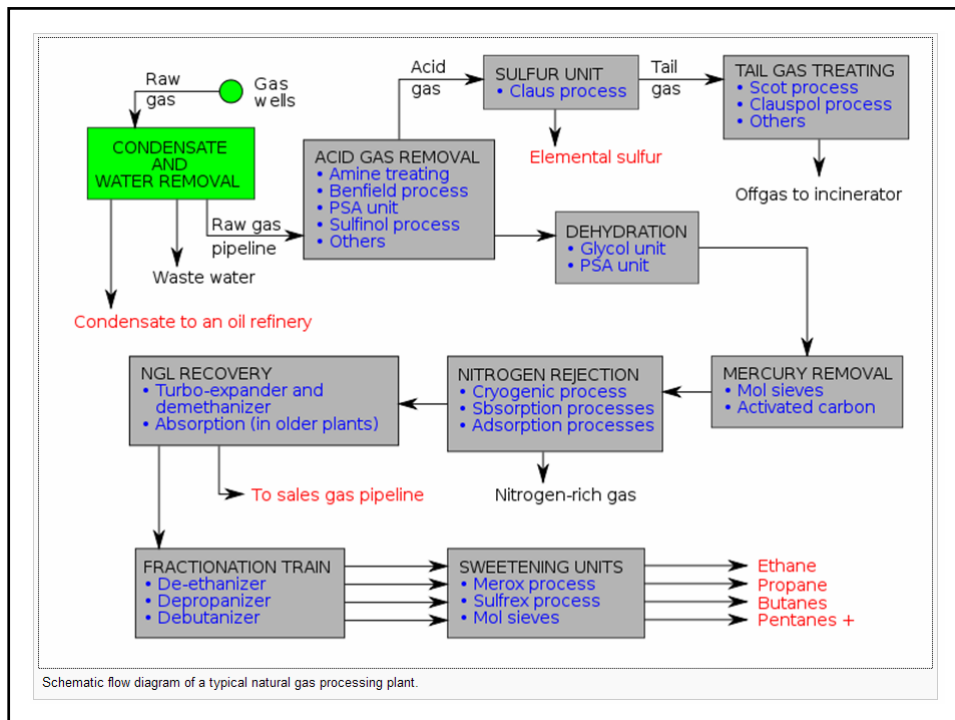 Raw
gas
Gas
wells
CONDENSATE
AND
WATER REMOVAL
Raw gas
pipeline
Waste water
Condensate to an oil refinery
ACID GAS REMOVAL
• Amine treating
• Benfield process
• PSA unit
• Sulfinol process
• Others
Acid
gas
SULFUR UNIT
• Claus process
Elemental sulfur
Tail
gas
TAIL GAS TREATING
• Scot process
• Clauspol process
• Others
Offgas to incinerator
DEHYDRATION
• Glycol unit
• PSA unit
MERCURY REMOVAL
• Mol sieves
• Activated carbon
NITROGEN REJECTION
• Cryogenic process
• Sbsorption processes
• Adsorption processes
Nitrogen-rich gas
NGL RECOVERY
• Turbo-expander and
demethanizer
• Absorption (in older plants)
To sales gas pipeline
FRACTIONATION TRAIN
• De-ethanizer
• Depropanizer
• Debutanizer
SWEETENING UNITS
• Merox process
• Sulfrex process
• Mol sieves
Ethane
Propane
Butanes
Pentanes +
Schematic flow diagram of a typical natural gas processing plant.